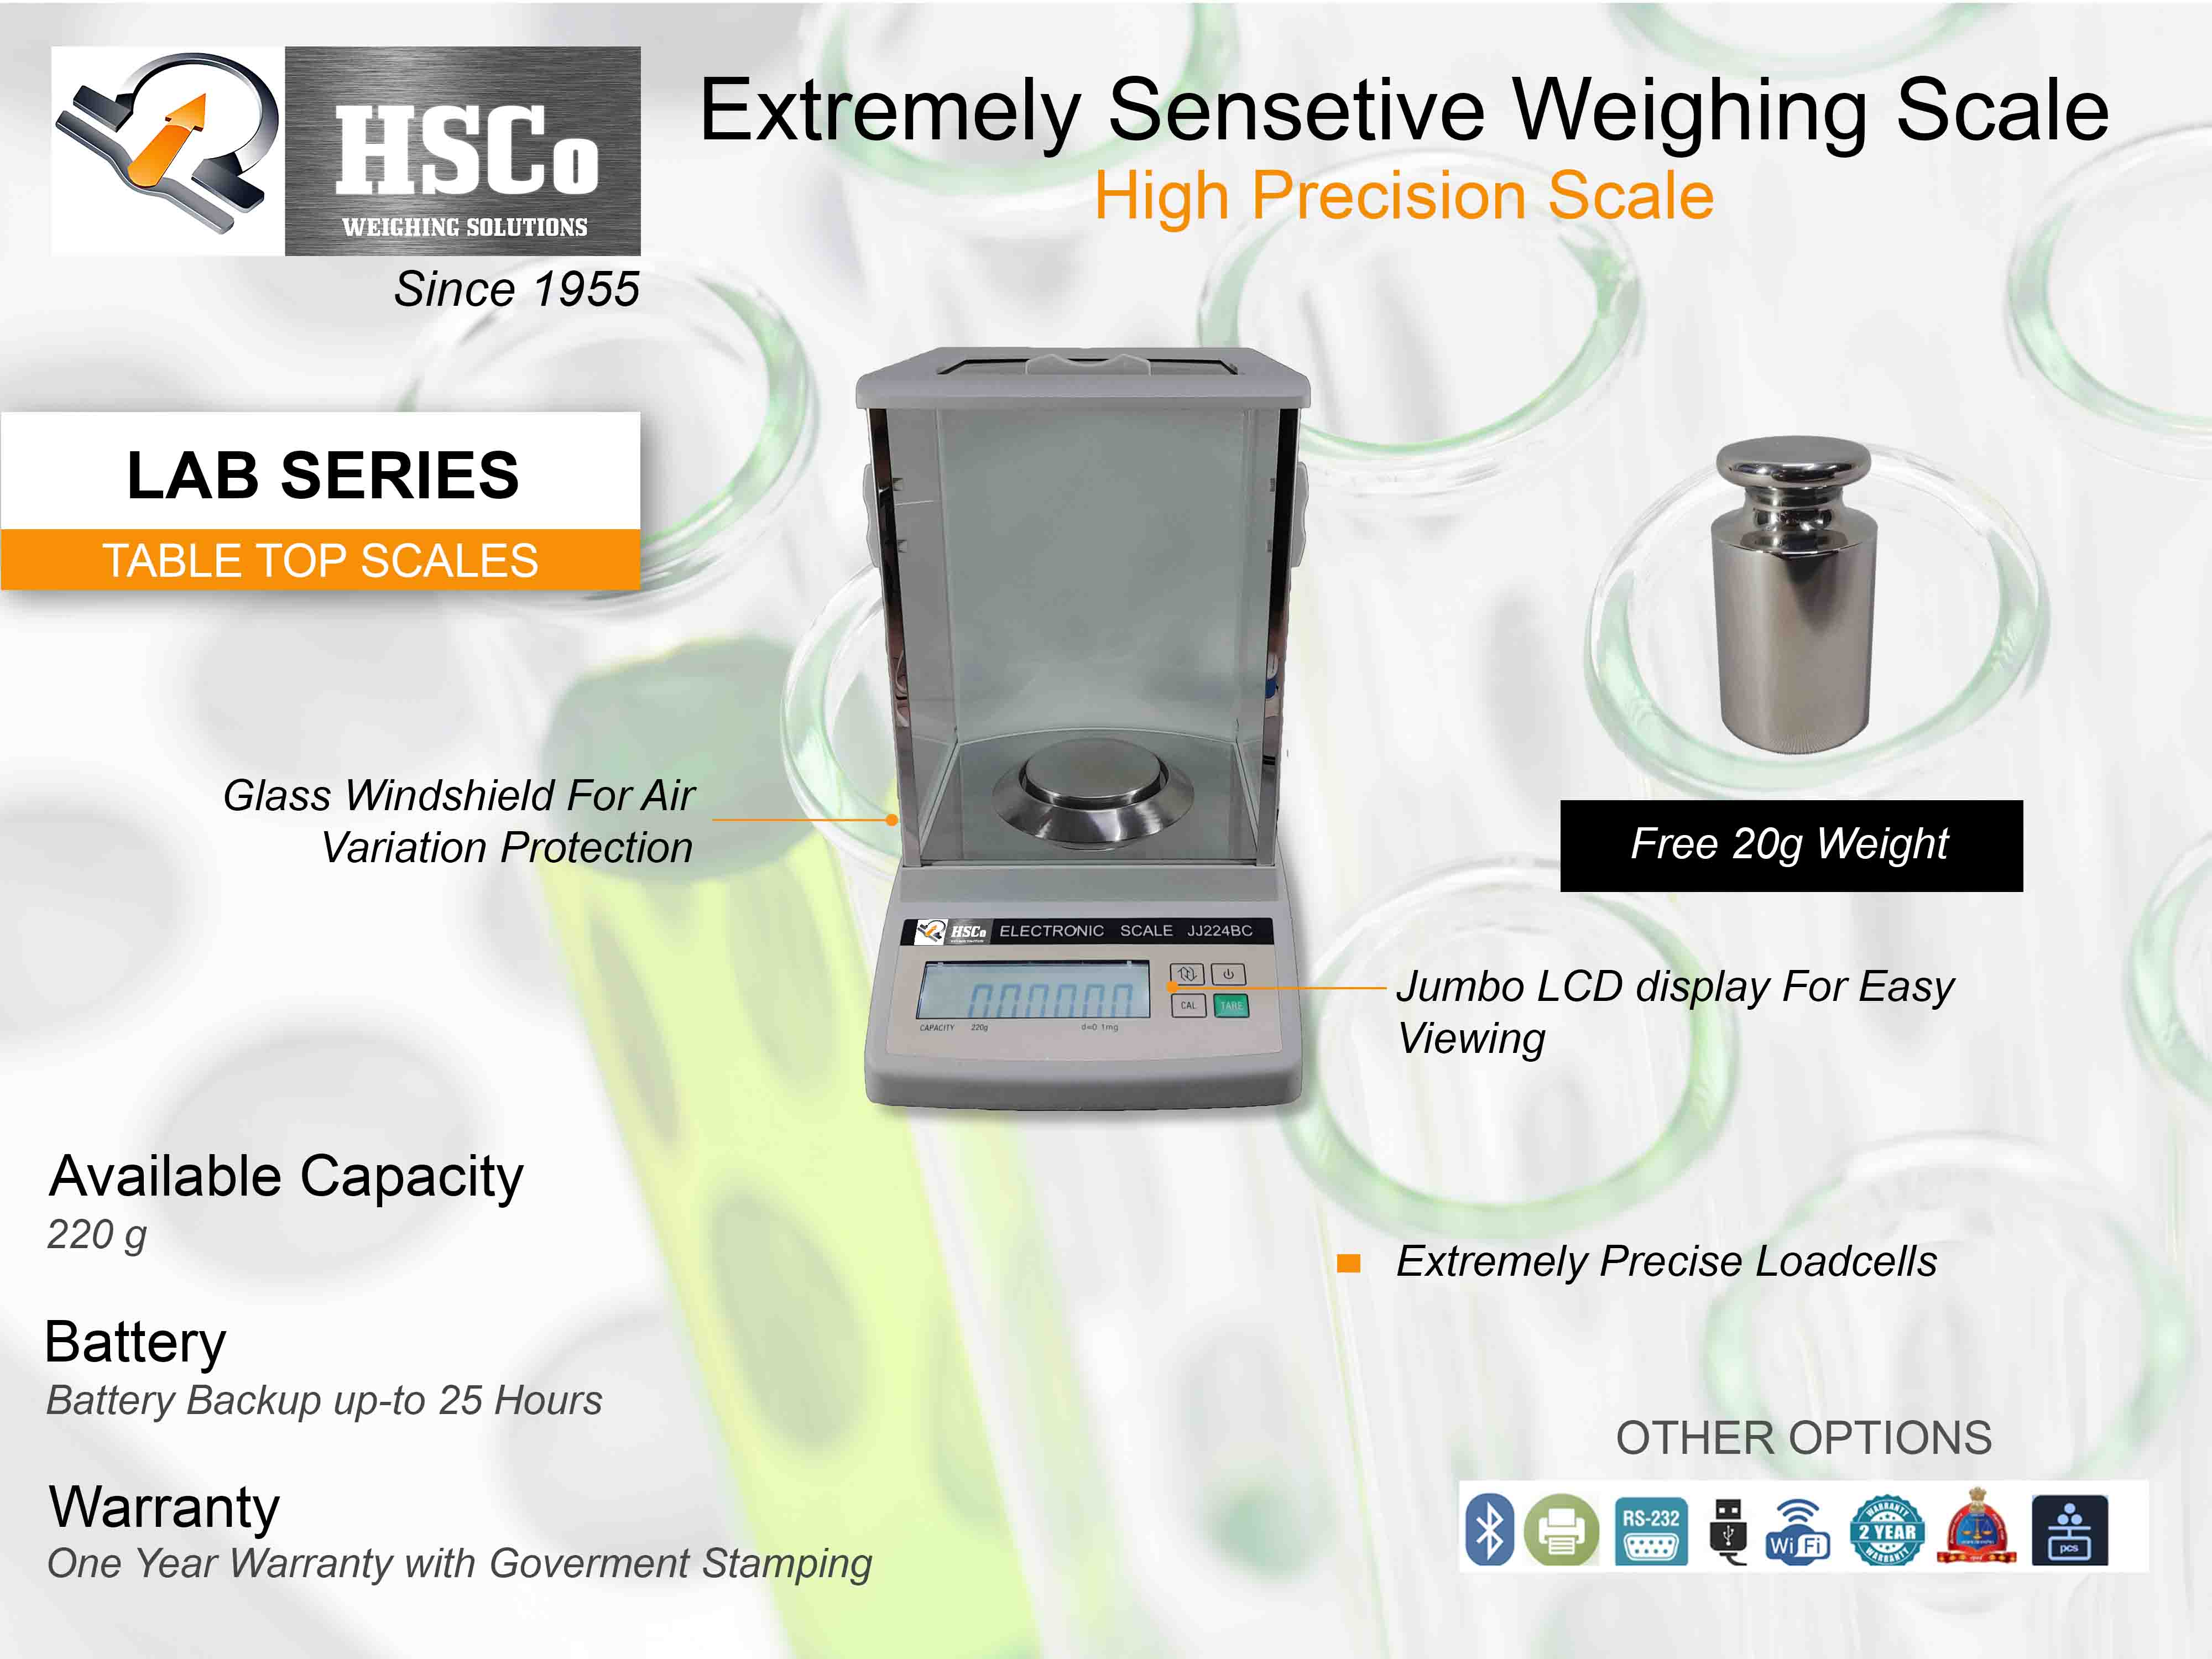 HSCo
WEIGHING SOLUTIONS
Since 1955
Extremely Sensetive Weighing Scale
High Precision Scale
LAB SERIES
TABLE TOP SCALES
Glass Windshield For Air
Variation Protection
Free 20g Weight
HSCo ELECTRONIC SCALE JJ224BC
000000
CAL TARE
CAPACITY 220g d=0.1mg
Jumbo LCD display For Easy
Viewing
Available Capacity
220 g
Extremely Precise Loadcells
Battery
Battery Backup up-to 25 Hours
Warranty
One Year Warranty with Goverment Stamping
OTHER OPTIONS
RS-232
WiFi
WARRANTY
2 YEAR
WARRANTY
pcs